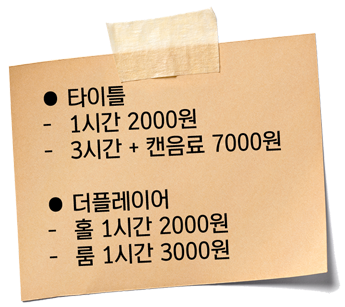 ● 타이틀
- 1시간 2000원
- 3시간 + 캔음료 7000원
● 더플레이어
- 홀 1시간 2000원
- 룸 1시간 3000원